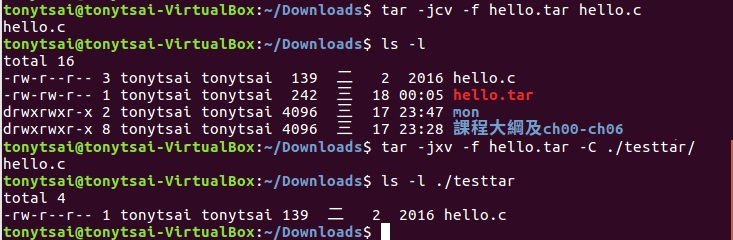 tonytsai@tonytsai-VirtualBox:~/Downloads$ tar -jcv -f hello.tar hello.c
hello.c
tonytsai@tonytsai-VirtualBox:~/Downloads$ ls -l
total 16
-rw-r--r-- 3 tonytsai tonytsai  139  二   2  2016 hello.c
-rw-rw-r-- 1 tonytsai tonytsai  242  三  18 00:05 hello.tar
drwxrwxr-x 2 tonytsai tonytsai 4096  三  17 23:47 mon
drwxrwxr-x 8 tonytsai tonytsai 4096  三  17 23:28 課程大綱及ch00-ch06
tonytsai@tonytsai-VirtualBox:~/Downloads$ tar -jxv -f hello.tar -C ./testtar/
hello.c
tonytsai@tonytsai-VirtualBox:~/Downloads$ ls -l ./testtar
total 4
-rw-r--r-- 1 tonytsai tonytsai 139  二   2  2016 hello.c
tonytsai@tonytsai-VirtualBox:~/Downloads$